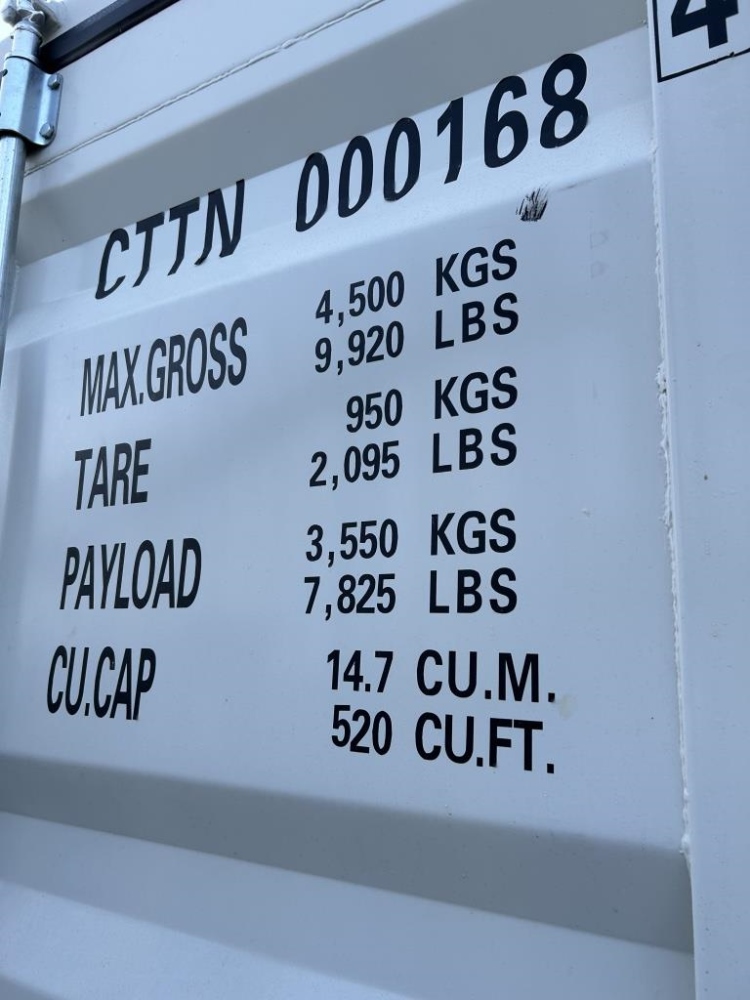 4
CTTN 000168
MAX.GROSS 4,500 KGS
9,920 LBS
TARE 950 KGS
2,095 LBS
PAYLOAD 3,550 KGS
7,825 LBS
CU.CAP 14.7 CU.M.
520 CU.FT.